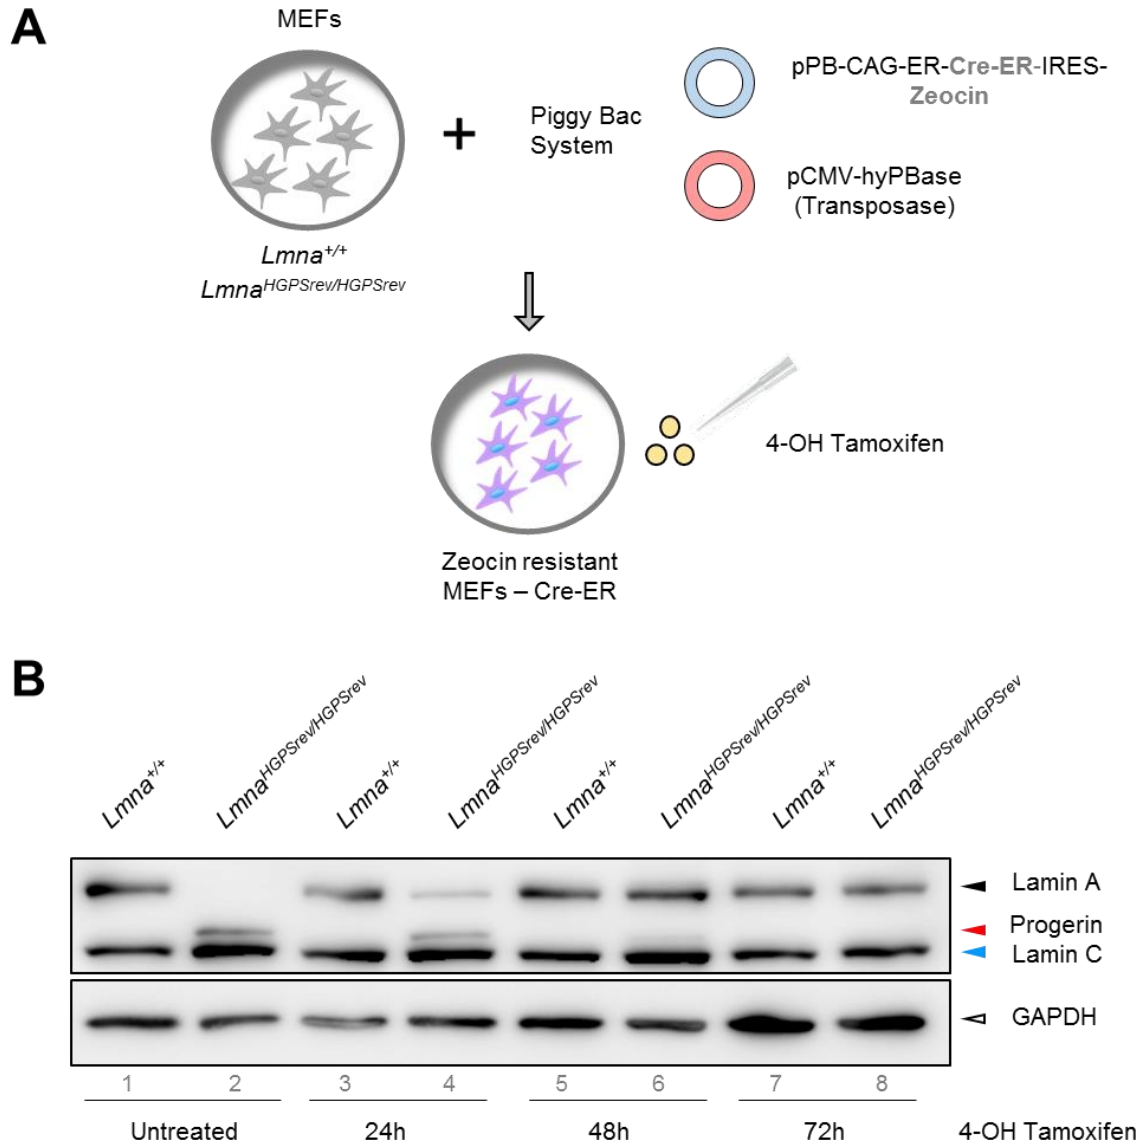 A
MEFs
Lmna+/+
LmnaHGPSrev/HGPSrev
+
Piggy Bac
System
pPB-CAG-ER-Cre-ER-IRES-
Zeocin
pCMV-hyPBase
(Transposase)
4-OH Tamoxifen
Zeocin resistant
MEFs – Cre-ER
B
Lmna+/+
LmnaHGPSrev/HGPSrev
Lmna+/+
LmnaHGPSrev/HGPSrev
Lmna+/+
LmnaHGPSrev/HGPSrev
Lmna+/+
LmnaHGPSrev/HGPSrev
Lamin A
Progerin
Lamin C
GAPDH
1 2 3 4 5 6 7 8
Untreated 24h 48h 72h 4-OH Tamoxifen